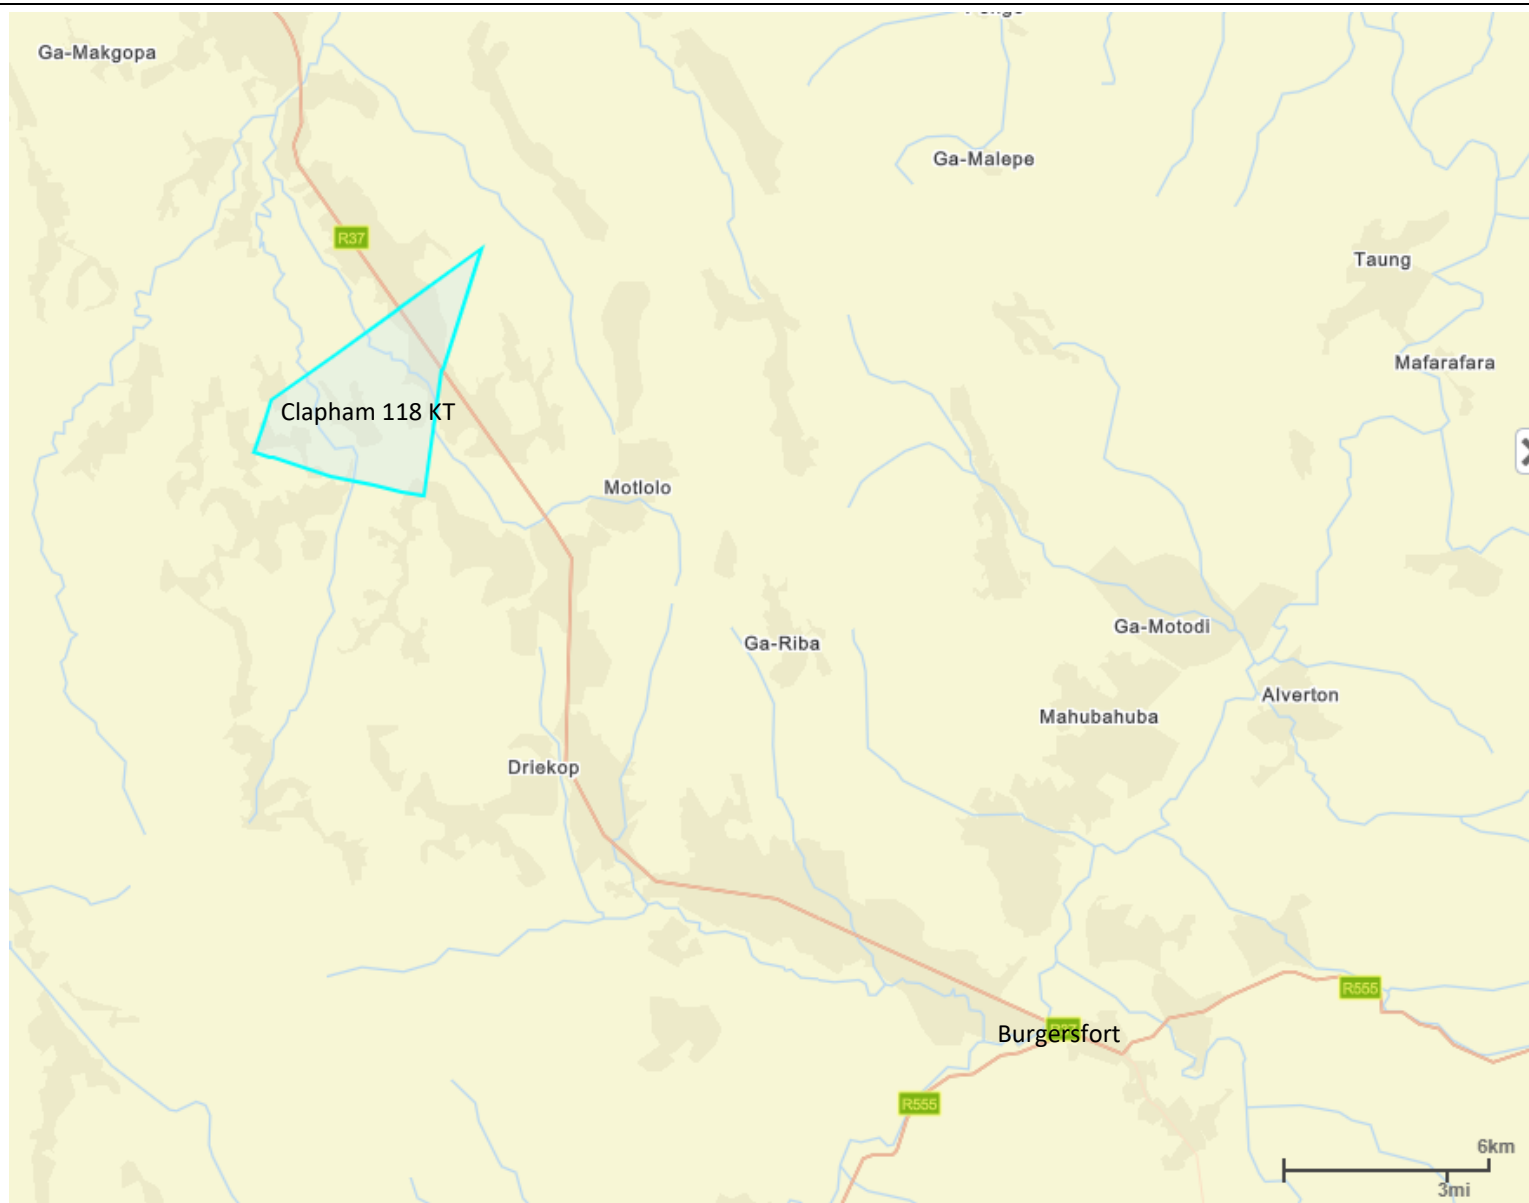 Ga-Makgopa
Ga-Malepe
R37
Taung
Mafarafara
Clapham 118 KT
Motlolo
Ga-Motodi
Ga-Riba
Alverton
Mahubahuba
Driekop
R555
Burgersfort
R555
6km
3mi